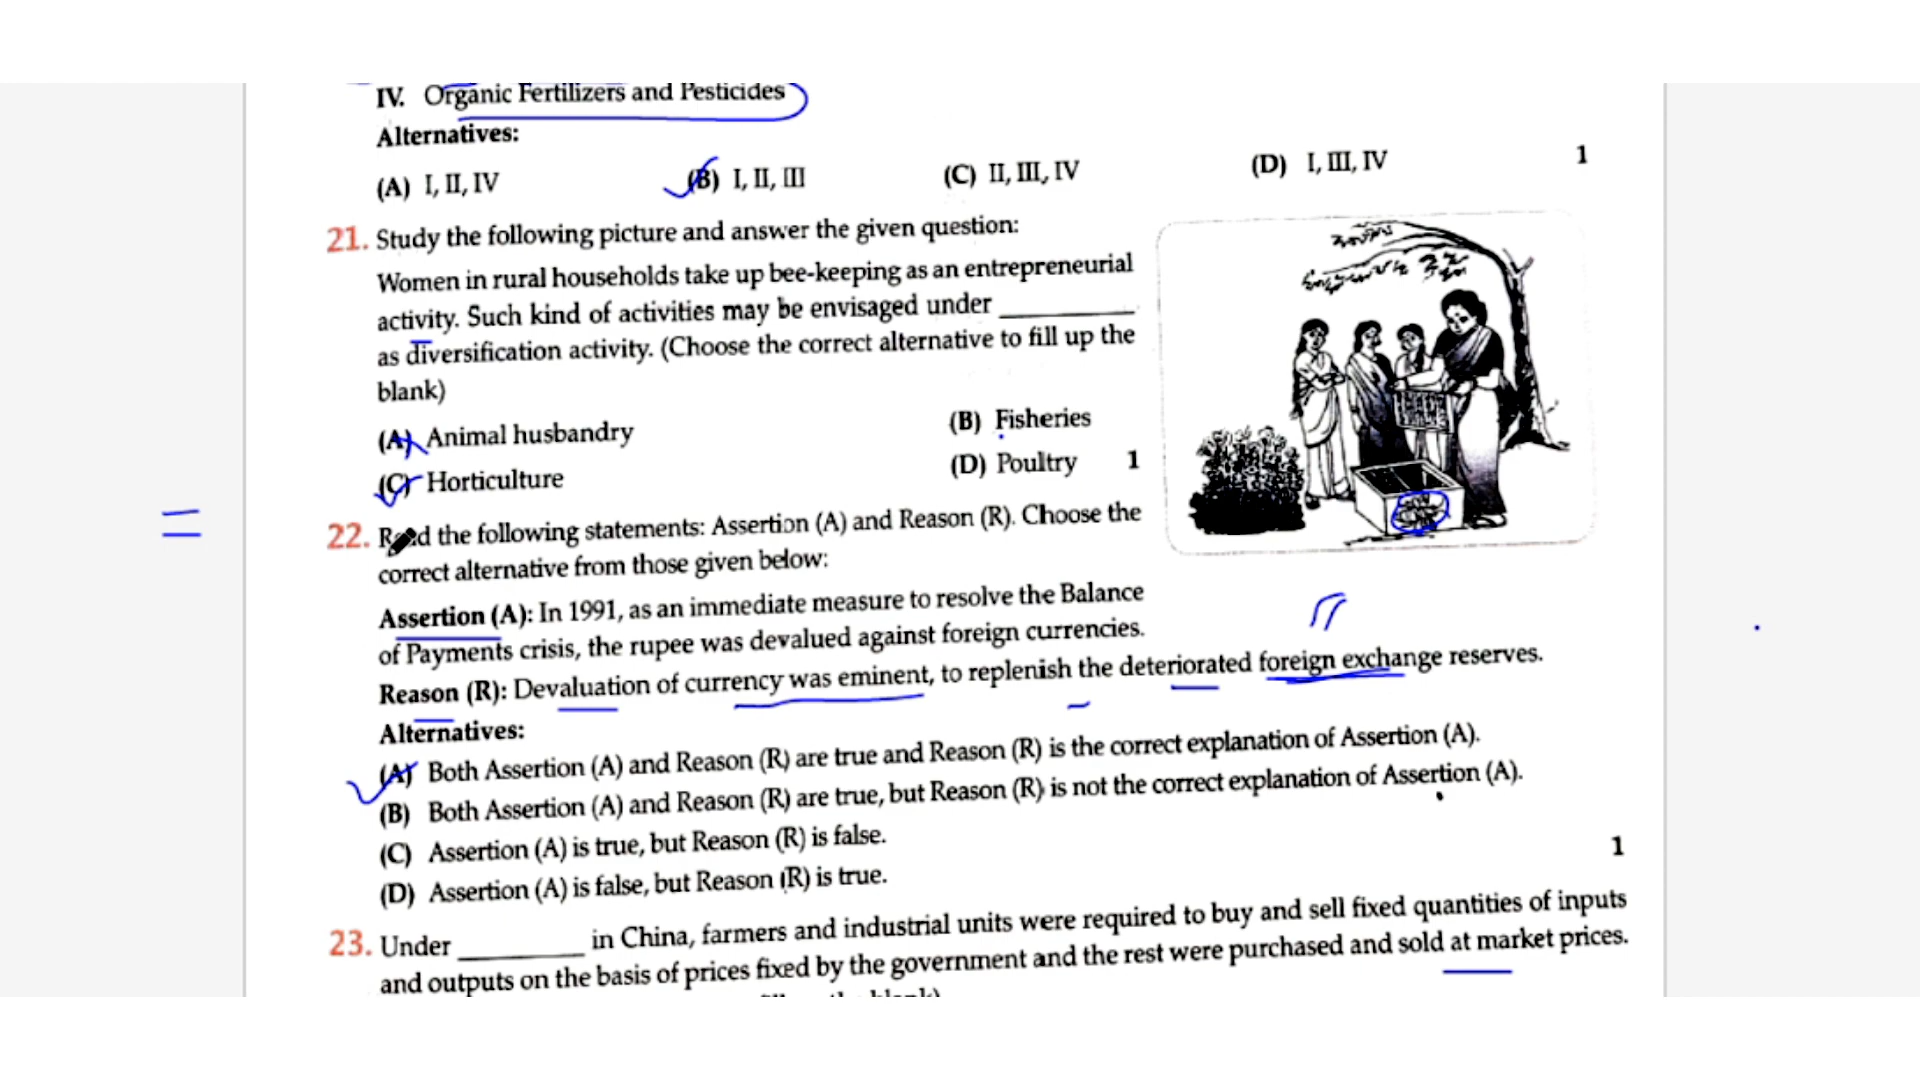 IV. Organic Fertilizers and Pesticides
Alternatives:
(A) I, II, IV (B) I, II, III (C) II, III, IV (D) I, III, IV 1
21. Study the following picture and answer the given question:
Women in rural households take up bee-keeping as an entrepreneurial
activity. Such kind of activities may be envisaged under __________
as diversification activity. (Choose the correct alternative to fill up the
blank)
(A) Animal husbandry (B) Fisheries
(C) Horticulture (D) Poultry 1
22. Read the following statements: Assertion (A) and Reason (R). Choose the
correct alternative from those given below:
Assertion (A): In 1991, as an immediate measure to resolve the Balance
of Payments crisis, the rupee was devalued against foreign currencies.
Reason (R): Devaluation of currency was eminent, to replenish the deteriorated foreign exchange reserves.
Alternatives:
(A) Both Assertion (A) and Reason (R) are true and Reason (R) is the correct explanation of Assertion (A).
(B) Both Assertion (A) and Reason (R) are true, but Reason (R) is not the correct explanation of Assertion (A).
(C) Assertion (A) is true, but Reason (R) is false.
(D) Assertion (A) is false, but Reason (R) is true. 1
23. Under __________ in China, farmers and industrial units were required to buy and sell fixed quantities of inputs
and outputs on the basis of prices fixed by the government and the rest were purchased and sold at market prices.